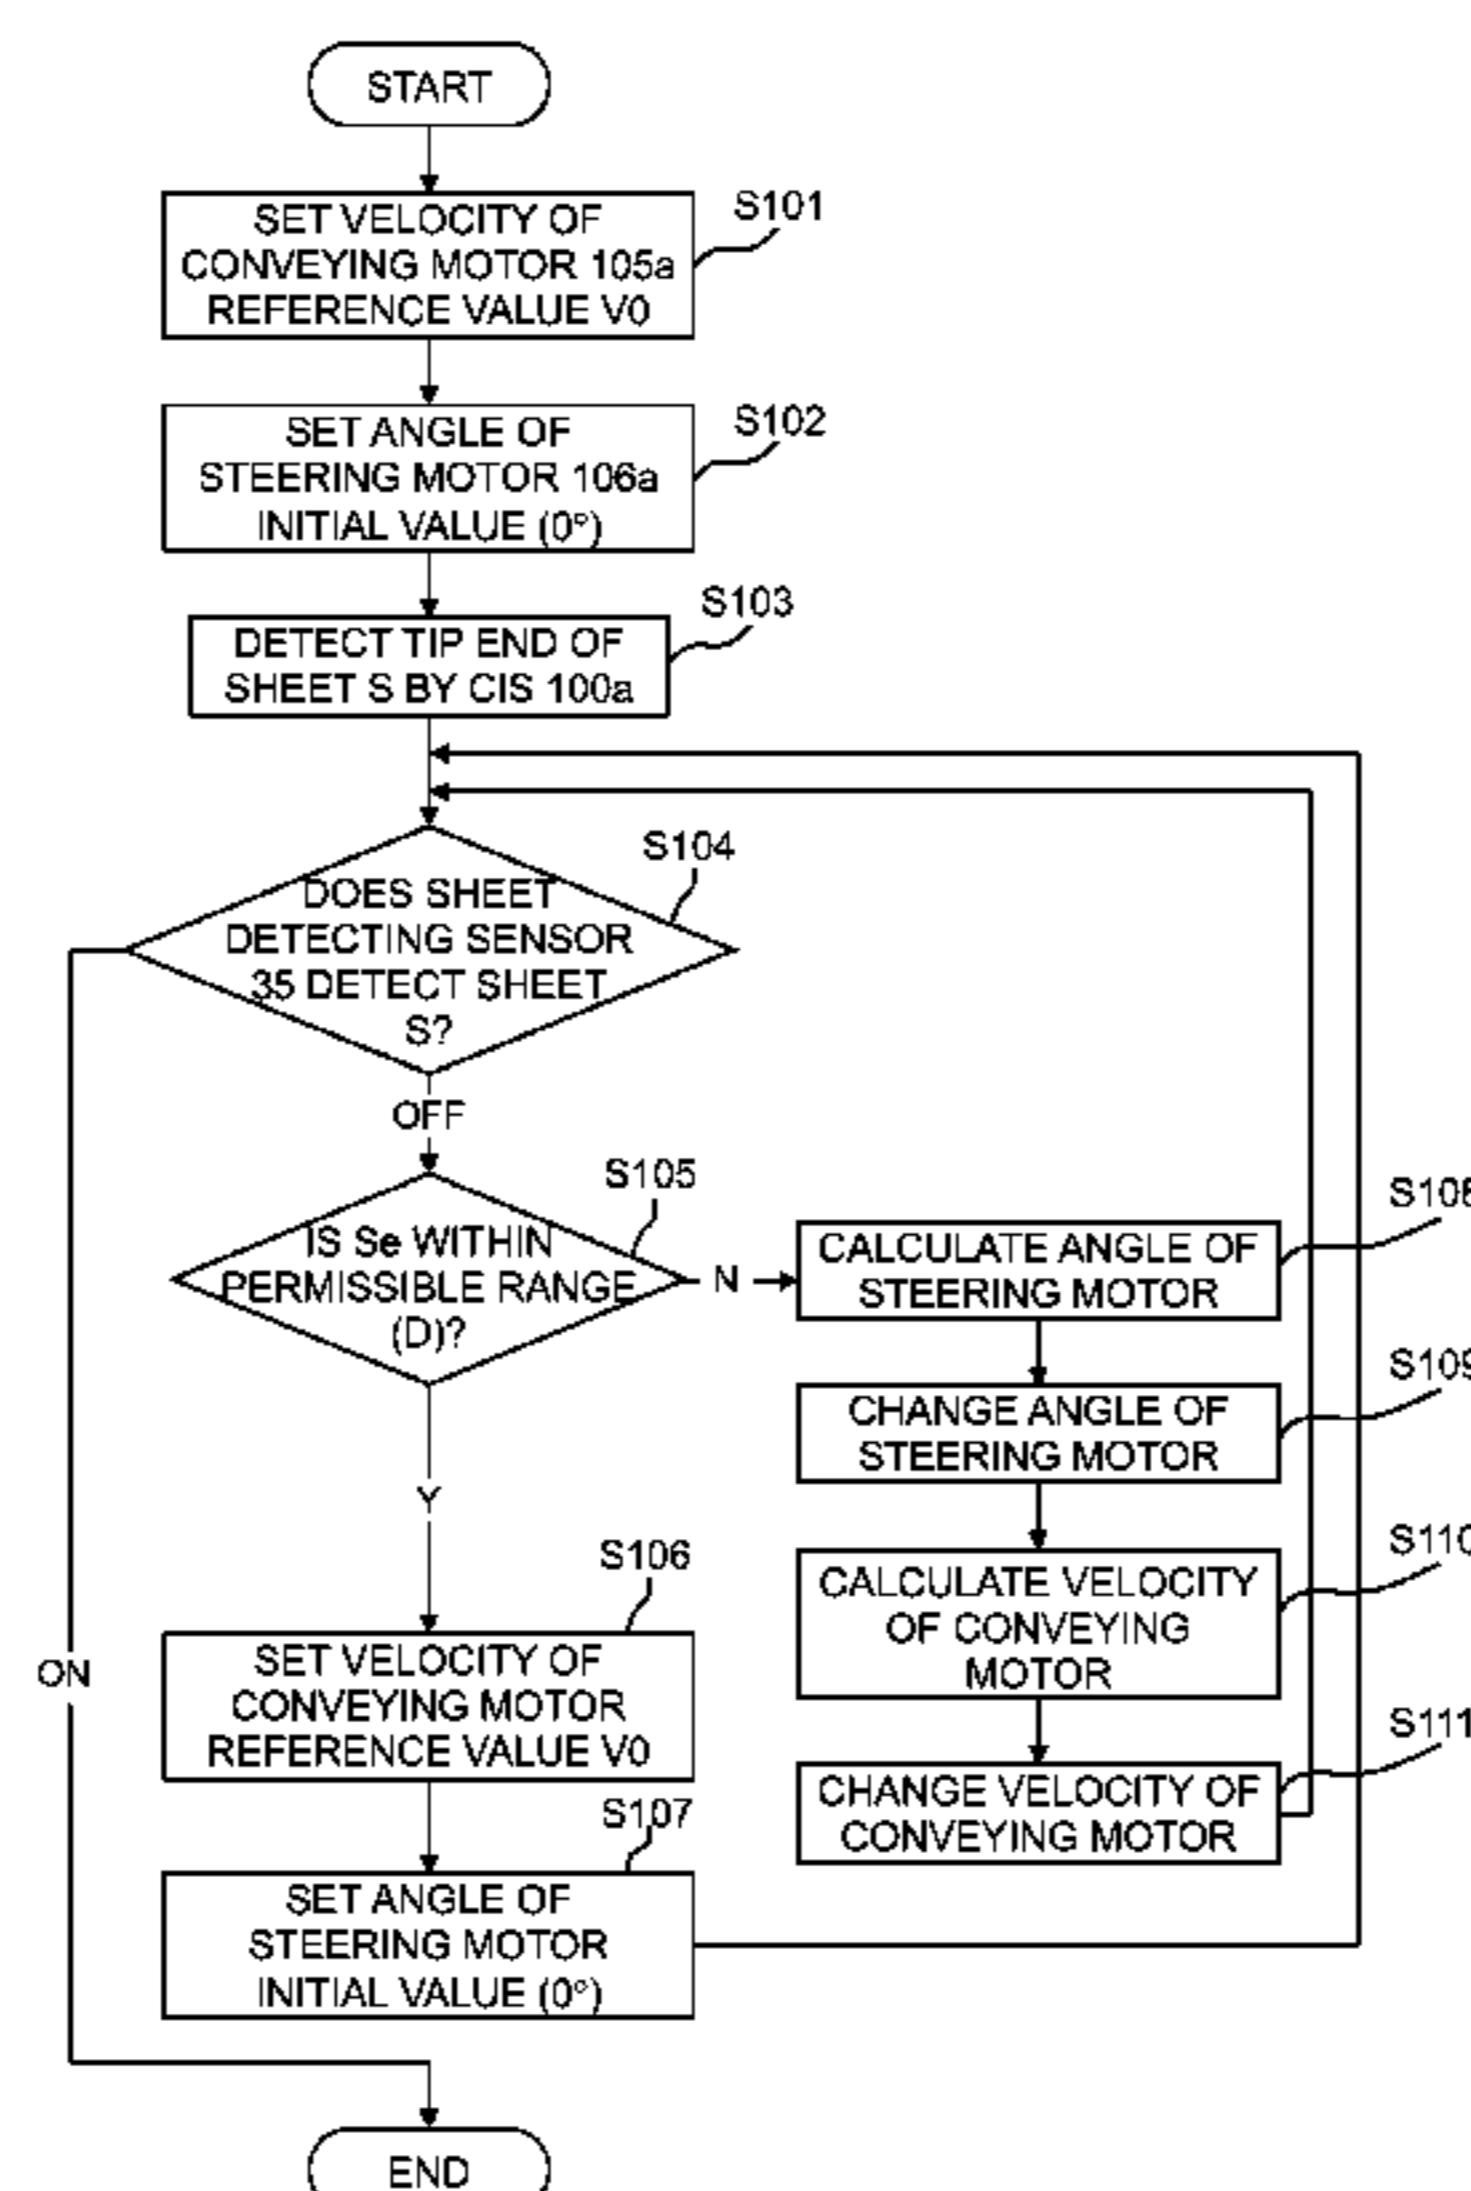 START
S101
SET VELOCITY OF
CONVEYING MOTOR 105a
REFERENCE VALUE V0
S102
SET ANGLE OF
STEERING MOTOR 106a
INITIAL VALUE (0°)
S103
DETECT TIP END OF
SHEET S BY CIS 100a
S104
DOES SHEET
DETECTING SENSOR
35 DETECT SHEET
S?
OFF
S105
IS Se WITHIN
PERMISSIBLE RANGE
(D)?
N
S108
CALCULATE ANGLE OF
STEERING MOTOR
S109
CHANGE ANGLE OF
STEERING MOTOR
Y
S110
CALCULATE VELOCITY
OF CONVEYING
MOTOR
S106
SET VELOCITY OF
CONVEYING MOTOR
REFERENCE VALUE V0
ON
S111
CHANGE VELOCITY OF
CONVEYING MOTOR
S107
SET ANGLE OF
STEERING MOTOR
INITIAL VALUE (0°)
END